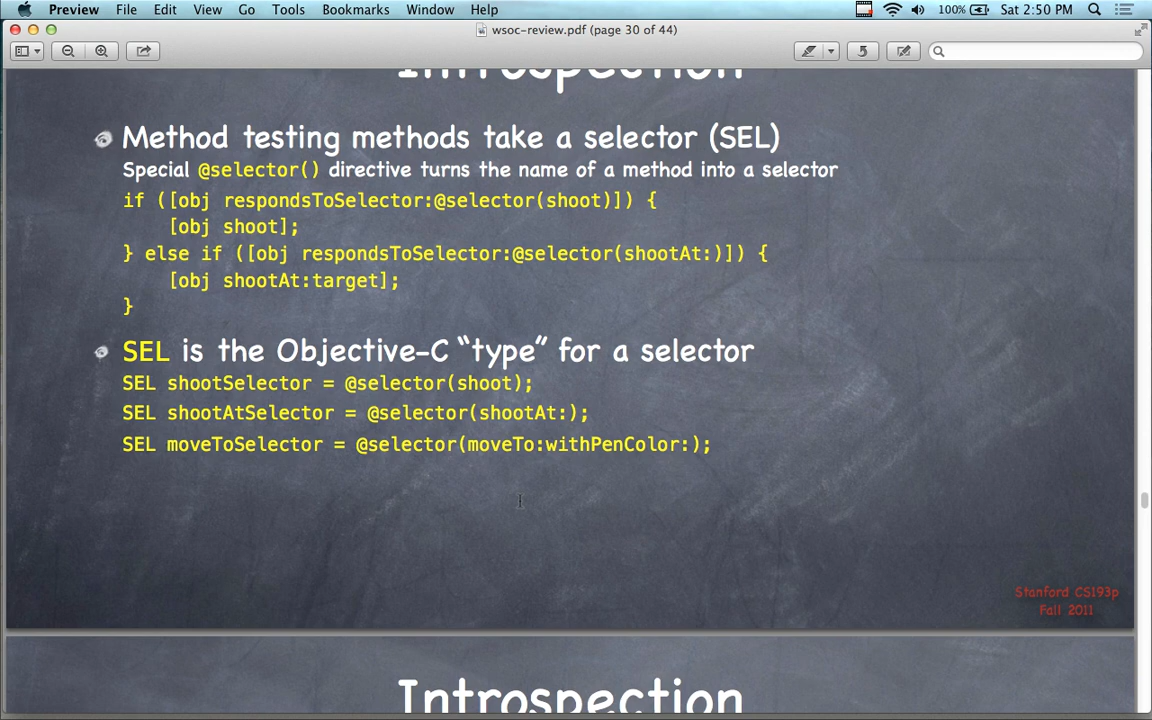 Preview File Edit View Go Tools Bookmarks Window Help 100% Sat 2:50 PM
wsoc-review.pdf (page 30 of 44)
Introspection
Method testing methods take a selector (SEL)
Special @selector() directive turns the name of a method into a selector
if ([obj respondsToSelector:@selector(shoot)]) {
[obj shoot];
} else if ([obj respondsToSelector:@selector(shootAt:)]) {
[obj shootAt:target];
}
SEL is the Objective-C “type” for a selector
SEL shootSelector = @selector(shoot);
SEL shootAtSelector = @selector(shootAt:);
SEL moveToSelector = @selector(moveTo:withPenColor:);
Stanford CS193p
Fall 2011
Introspection